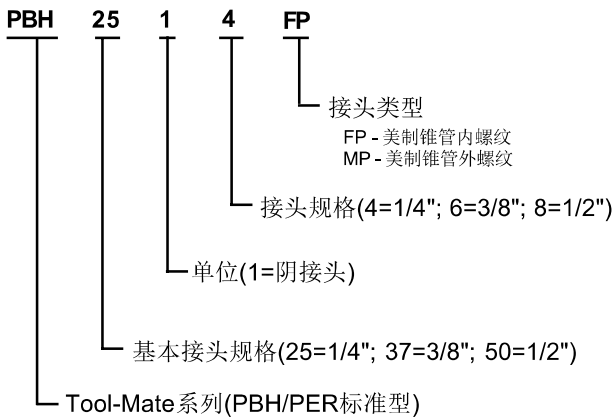 PBH 25 1 4 FP
接头类型
FP - 美制锥管内螺纹
MP - 美制锥管外螺纹
接头规格(4=1/4"; 6=3/8"; 8=1/2")
单位(1=阴接头)
基本接头规格(25=1/4"; 37=3/8"; 50=1/2")
Tool-Mate系列(PBH/PER标准型)